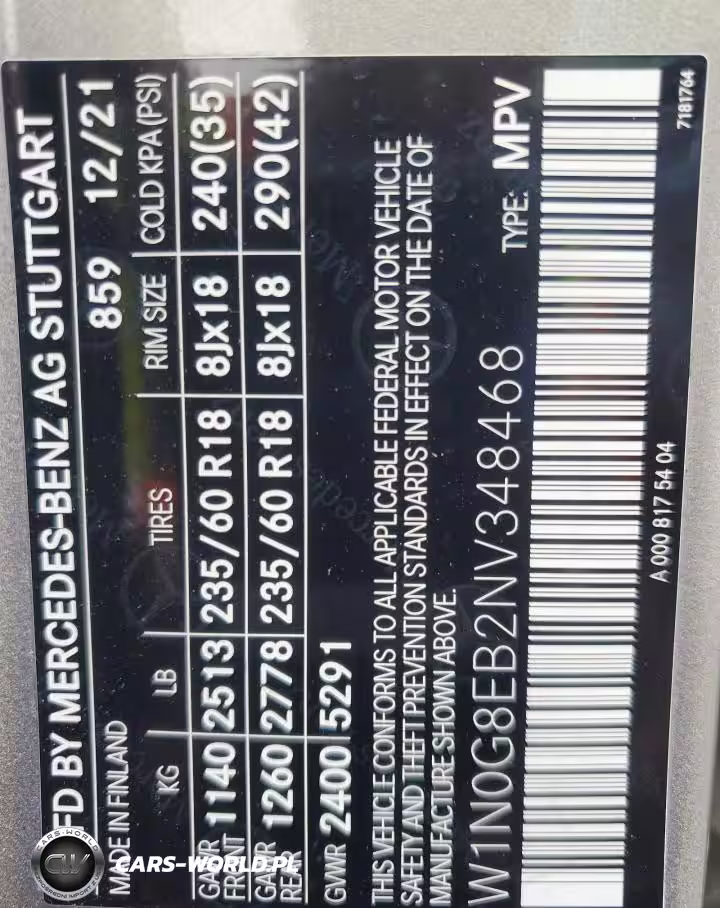 FD BY MERCEDES-BENZ AG STUTTGART
MADE IN FINLAND 859 12/21
KG LB TIRES RIM SIZE COLD KPA(PSI)
GAWR FRONT 1140 2513 235/60 R18 8Jx18 240(35)
GAWR REAR 1260 2778 235/60 R18 8Jx18 290(42)
GVWR 2400 5291
THIS VEHICLE CONFORMS TO ALL APPLICABLE FEDERAL MOTOR VEHICLE
SAFETY AND THEFT PREVENTION STANDARDS IN EFFECT ON THE DATE OF
MANUFACTURE SHOWN ABOVE.
W1N0G8EB2NV348468 TYPE: MPV
A 000 817 54 04 7181764
CARS-WORLD.PL